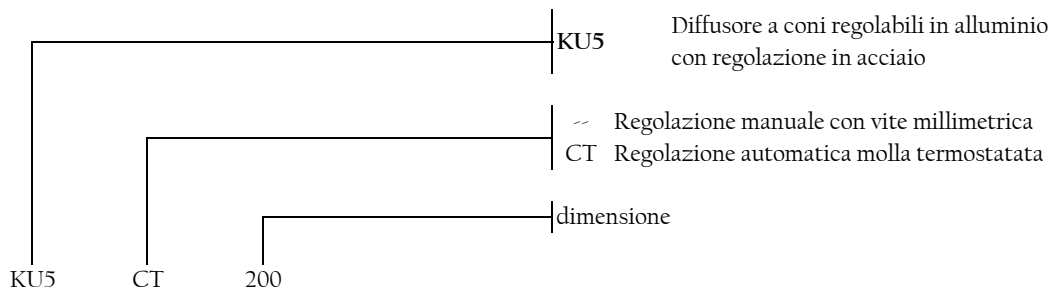 KU5 Diffusore a coni regolabili in alluminio
con regolazione in acciaio
-- Regolazione manuale con vite millimetrica
CT Regolazione automatica molla termostatata
dimensione
KU5 CT 200